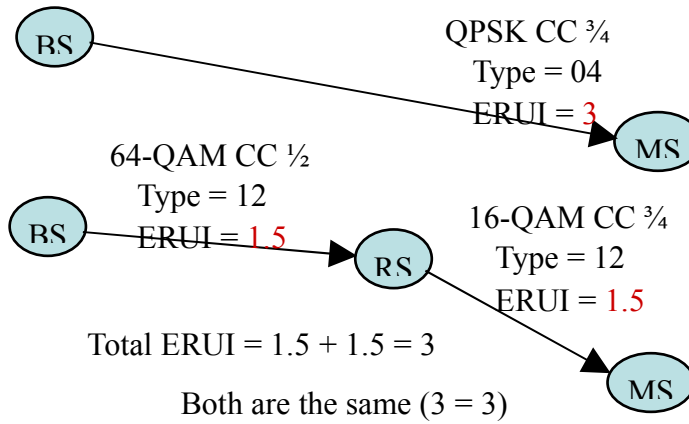 BS
QPSK CC ¾
Type = 04
ERUI = 3
MS
64-QAM CC ½
Type = 12
ERUI = 1.5
BS
RS
16-QAM CC ¾
Type = 12
ERUI = 1.5
Total ERUI = 1.5 + 1.5 = 3
MS
Both are the same (3 = 3)